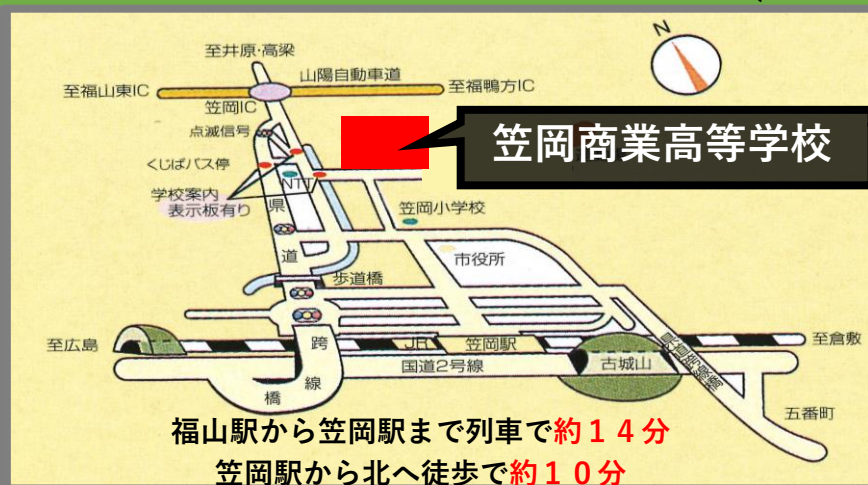 N
至井原・高梁
山陽自動車道
至福山東IC
至福鴨方IC
笠岡IC
点滅信号
笠岡商業高等学校
くじばバス停
NTT
学校案内
表示板有り
県道
笠岡小学校
市役所
歩道橋
至広島
跨線橋
JR
笠岡駅
至倉敷
国道2号線
古城山
五番町
福山駅から笠岡駅まで列車で約14分
笠岡駅から北へ徒歩で約10分